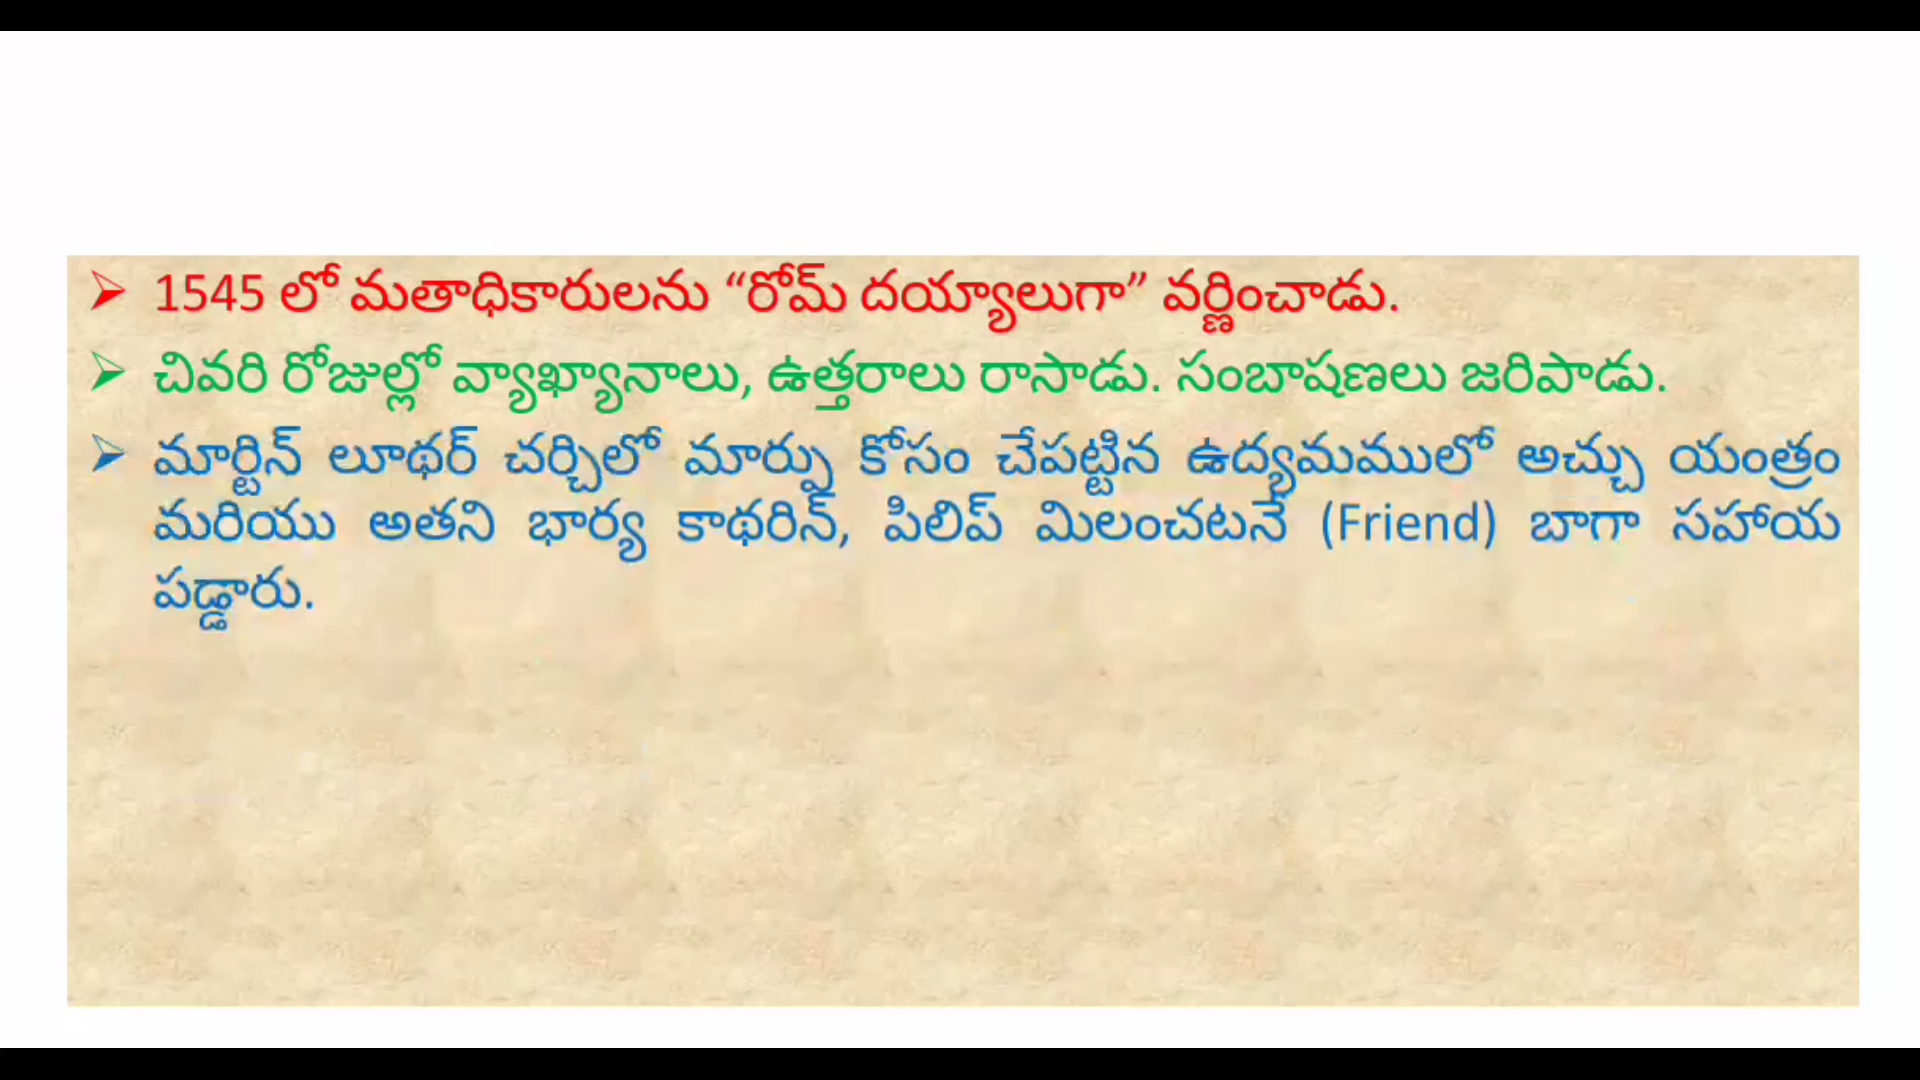 ➢ 1545 లో మతాధికారులను “రోమ్ దయ్యాలుగా” వర్ణించాడు.
➢ చివరి రోజుల్లో వ్యాఖ్యానాలు, ఉత్తరాలు రాసాడు. సంబాషణలు జరిపాడు.
➢ మార్టిన్ లూథర్ చర్చిలో మార్పు కోసం చేపట్టిన ఉద్యమములో అచ్చు యంత్రం
మరియు అతని భార్య కాథరిన్, పిలిప్ మిలంచటనే (Friend) బాగా సహాయ
పడ్డారు.